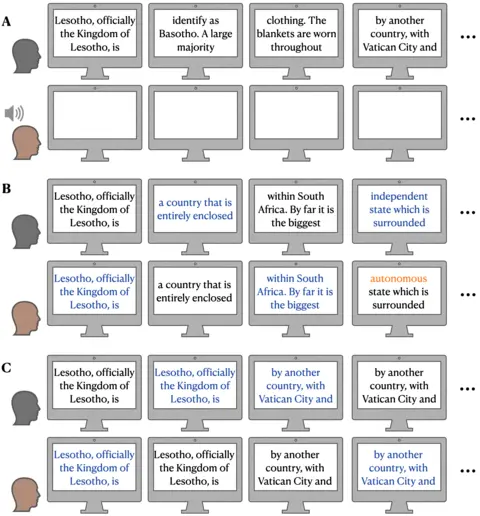 A
Lesotho, officially
the Kingdom of
Lesotho, is
identify as
Basotho. A large
majority
clothing. The
blankets are worn
throughout
by another
country, with
Vatican City and
...
...
B
Lesotho, officially
the Kingdom of
Lesotho, is
a country that is
entirely enclosed
within South
Africa. By far it is
the biggest
independent
state which is
surrounded
...
Lesotho, officially
the Kingdom of
Lesotho, is
a country that is
entirely enclosed
within South
Africa. By far it is
the biggest
autonomous
state which is
surrounded
...
C
Lesotho, officially
the Kingdom of
Lesotho, is
Lesotho, officially
the Kingdom of
Lesotho, is
by another
country, with
Vatican City and
by another
country, with
Vatican City and
...
Lesotho, officially
the Kingdom of
Lesotho, is
Lesotho, officially
the Kingdom of
Lesotho, is
by another
country, with
Vatican City and
by another
country, with
Vatican City and
...